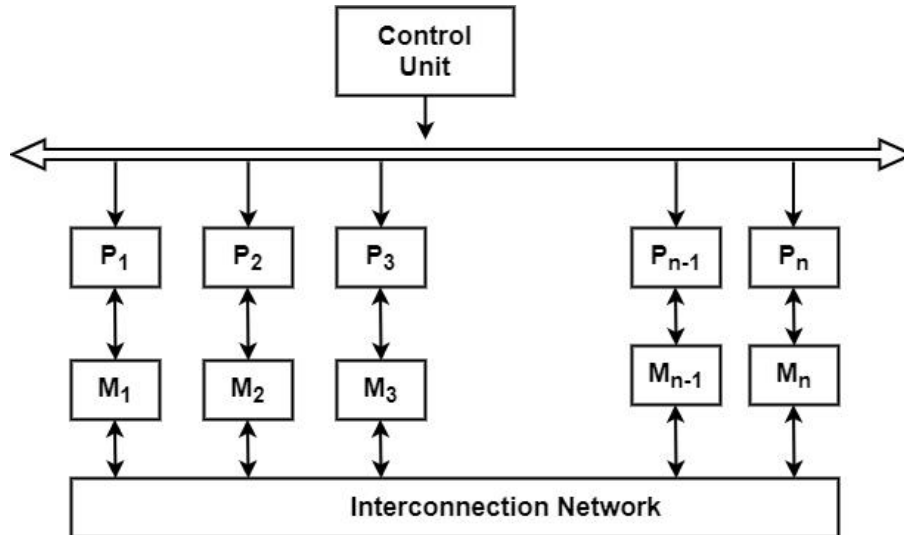 Control
Unit
P₁ P₂ P₃ Pₙ₋₁ Pₙ
M₁ M₂ M₃ Mₙ₋₁ Mₙ
Interconnection Network